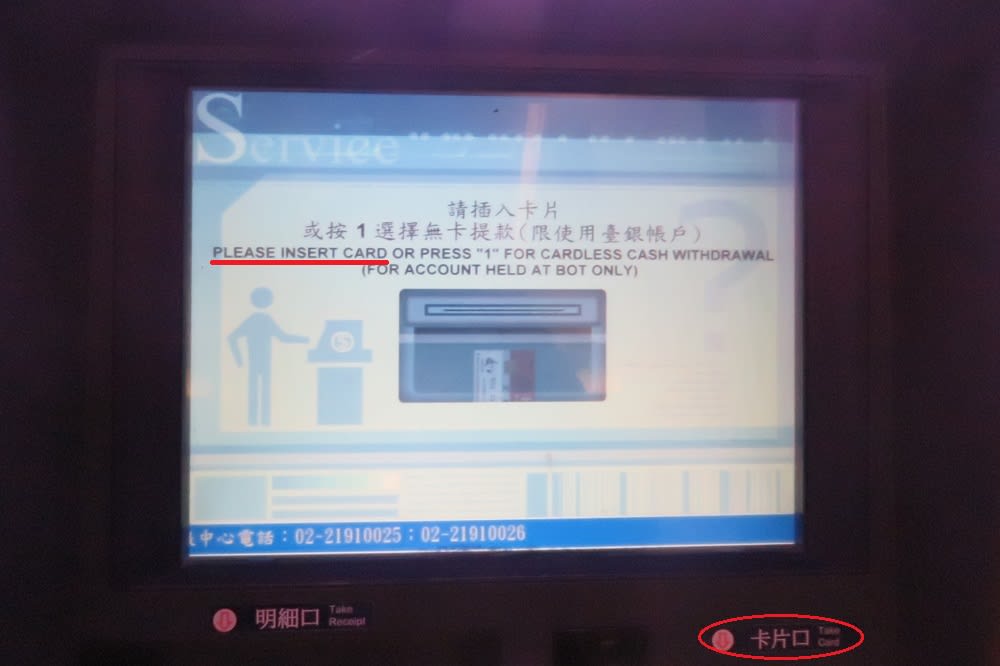 Service
請插入卡片
或按 1 選擇無卡提款(限使用臺銀帳戶)
PLEASE INSERT CARD OR PRESS "1" FOR CARDLESS CASH WITHDRAWAL
(FOR ACCOUNT HELD AT BOT ONLY)
中心電話：02-21910025；02-21910026
明細口 Take Receipt
卡片口 Take Card